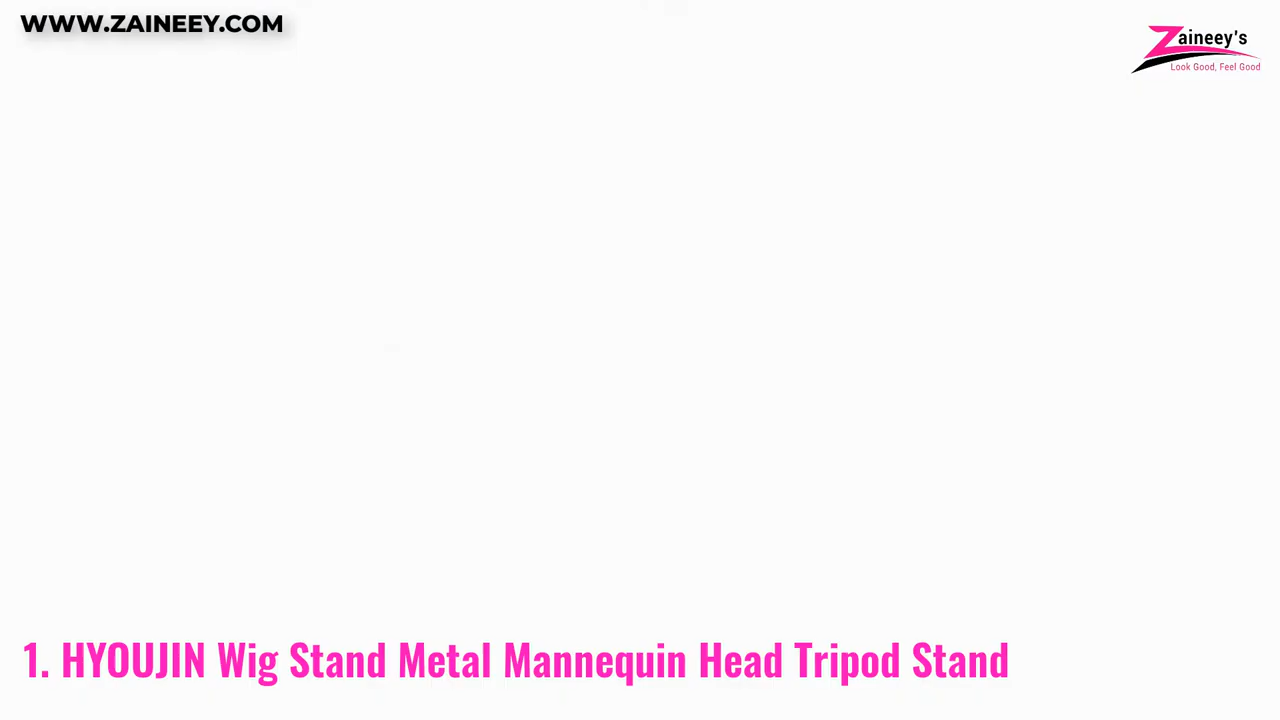 WWW.ZAINEEY.COM
Zaineey's
Look Good, Feel Good
1. HYOUJIN Wig Stand Metal Mannequin Head Tripod Stand